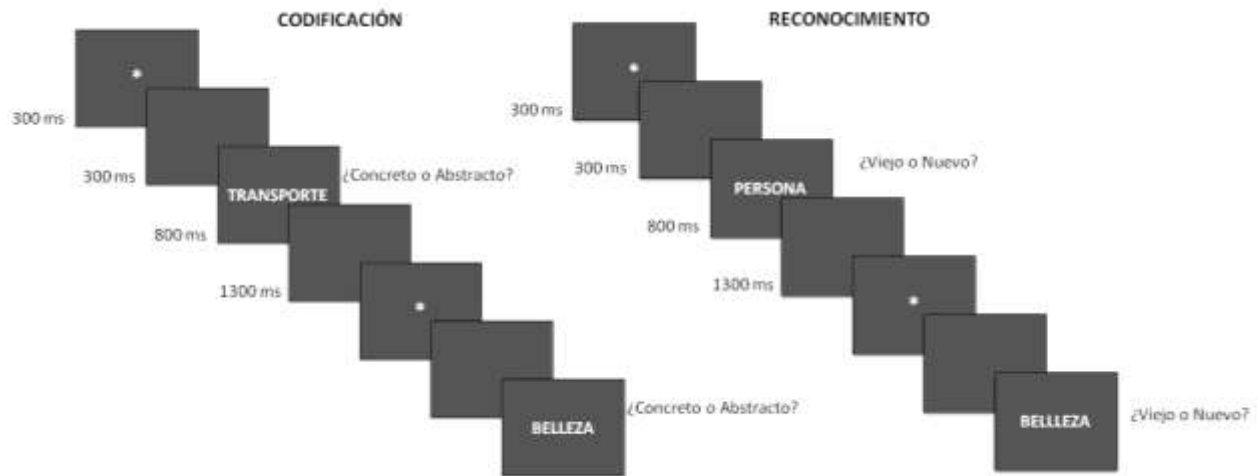 CODIFICACIÓN
300 ms
300 ms
TRANSPORTE
¿Concreto o Abstracto?
800 ms
1300 ms
BELLEZA
¿Concreto o Abstracto?
RECONOCIMIENTO
300 ms
300 ms
PERSONA
¿Viejo o Nuevo?
800 ms
1300 ms
BELLLEZA
¿Viejo o Nuevo?